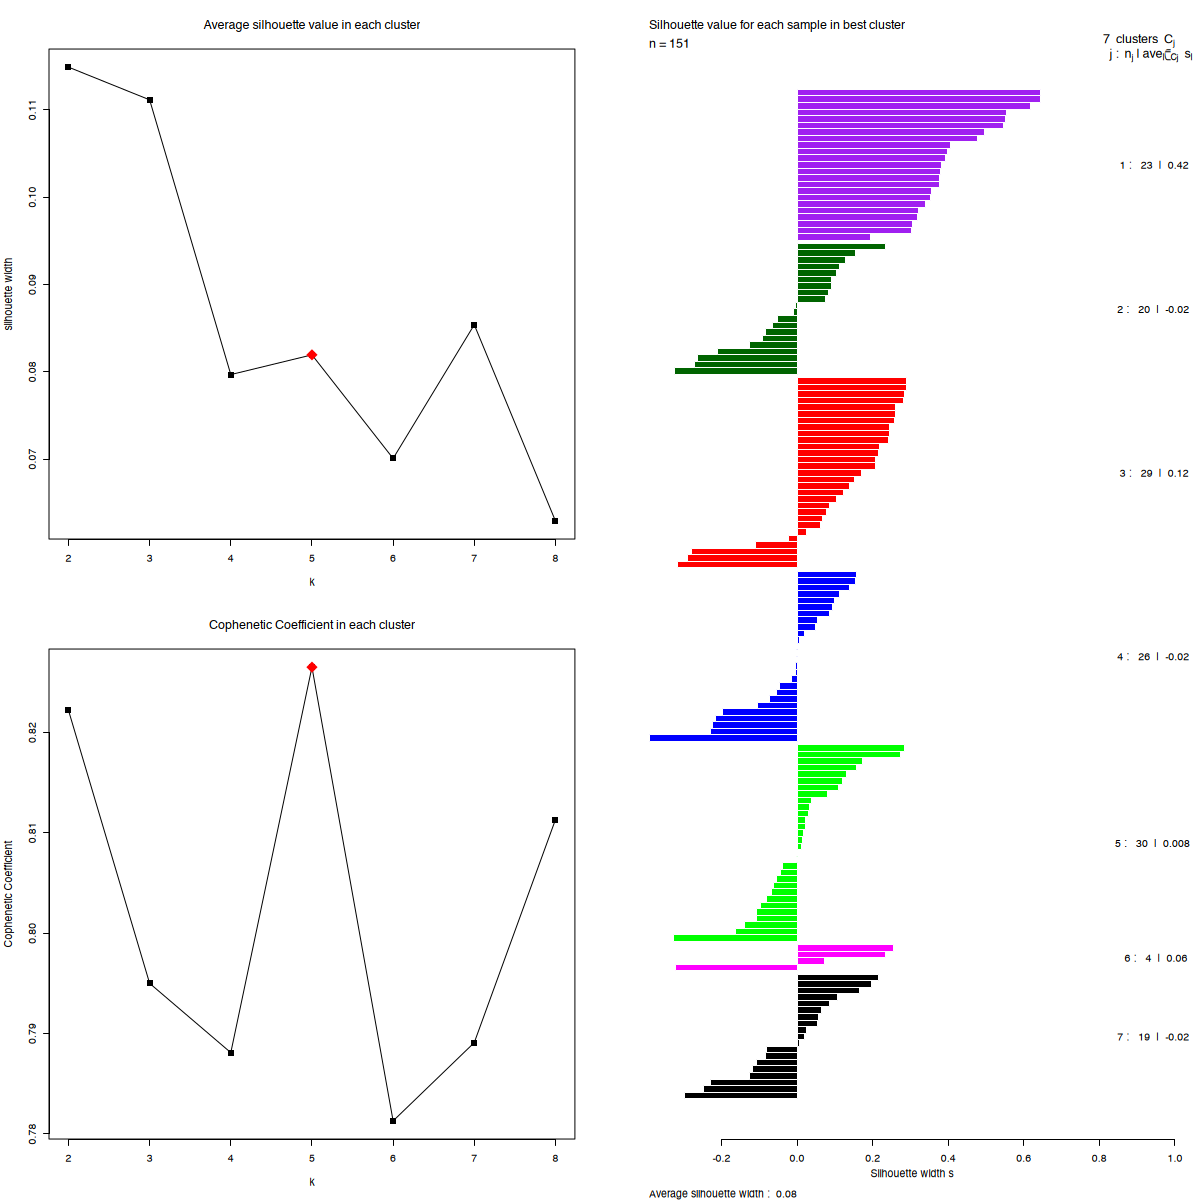 Average silhouette value in each cluster
silhouette width
0.11
0.10
0.09
0.08
0.07
2 3 4 5 6 7 8
k
Cophenetic Coefficient in each cluster
Cophenetic Coefficient
0.82
0.81
0.80
0.79
0.78
2 3 4 5 6 7 8
k
Silhouette value for each sample in best cluster
n = 151
7 clusters Cj
j : nj | avei∈Cj si
1 : 23 | 0.42
2 : 20 | -0.02
3 : 29 | 0.12
4 : 26 | -0.02
5 : 30 | 0.008
6 : 4 | 0.06
7 : 19 | -0.02
-0.2 0.0 0.2 0.4 0.6 0.8 1.0
Silhouette width s
Average silhouette width : 0.08